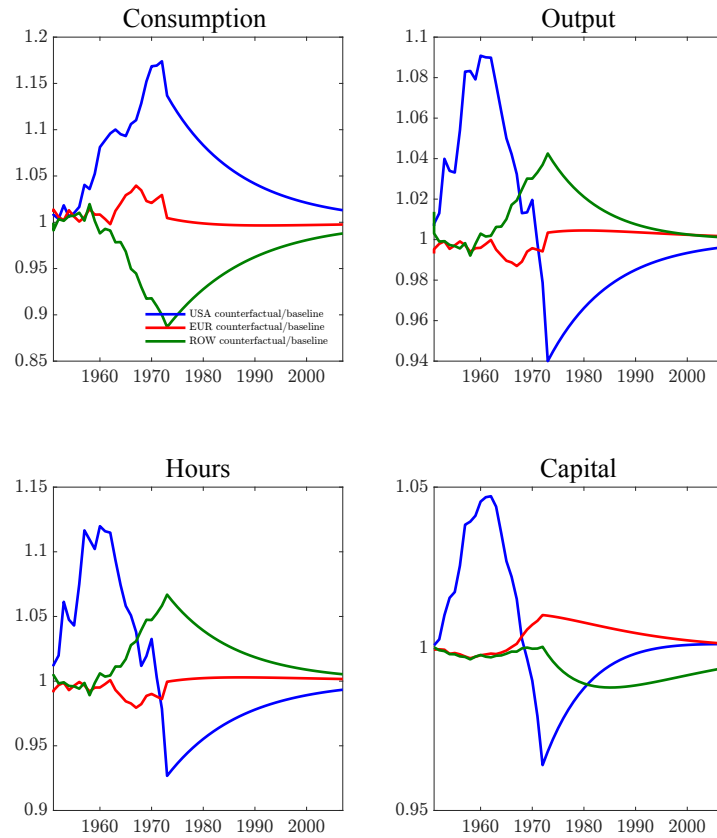 Consumption
1.2
1.15
1.1
1.05
1
0.95
0.9
0.85
USA counterfactual/baseline
EUR counterfactual/baseline
ROW counterfactual/baseline
1960 1970 1980 1990 2000
Output
1.1
1.08
1.06
1.04
1.02
1
0.98
0.96
0.94
1960 1970 1980 1990 2000
Hours
1.15
1.1
1.05
1
0.95
0.9
1960 1970 1980 1990 2000
Capital
1.05
1
0.95
1960 1970 1980 1990 2000